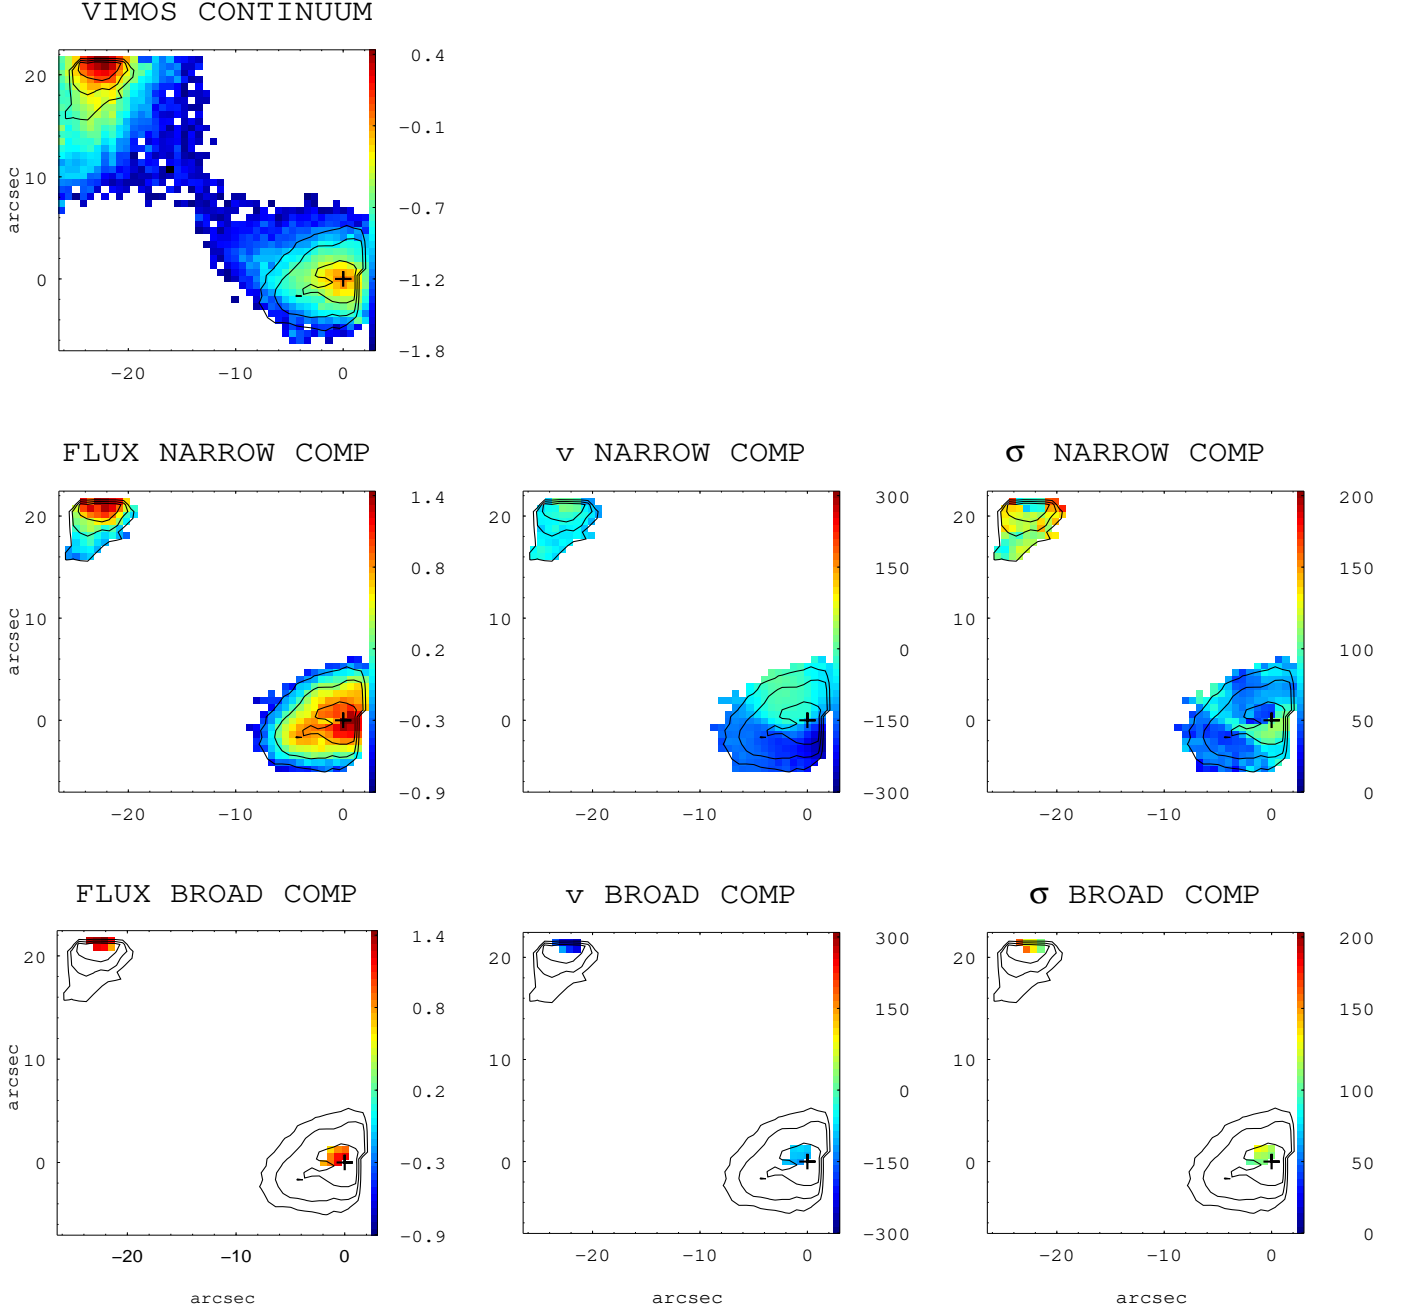 VIMOS CONTINUUM
0.4
20
−0.1
10
−0.7
0
−1.2
−1.8
arcsec
−20 −10 0
FLUX NARROW COMP
v NARROW COMP
σ NARROW COMP
1.4
300
200
20
20
20
0.8
150
150
10
0.2
10
0
10
100
0
−0.3
0
−150
0
50
−0.9
−300
0
arcsec
−20 −10 0
−20 −10 0
−20 −10 0
FLUX BROAD COMP
v BROAD COMP
σ BROAD COMP
1.4
300
200
20
20
20
0.8
150
150
10
0.2
10
0
10
100
0
−0.3
0
−150
0
50
−0.9
−300
0
arcsec
−20 −10 0
−20 −10 0
−20 −10 0
arcsec
arcsec
arcsec